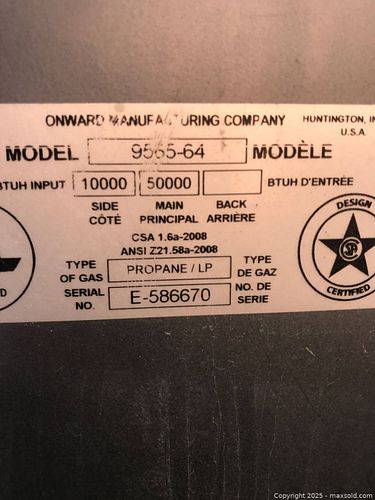 ONWARD MANUFACTURING COMPANY HUNTINGTON, IN
U.S.A
MODEL 9565-64 MODÈLE
BTUH INPUT 10000 50000 BTUH D'ENTRÉE
SIDE MAIN BACK
CÔTÉ PRINCIPAL ARRIÈRE
CSA 1.6a-2008
ANSI Z21.58a-2008
TYPE OF GAS PROPANE / LP TYPE DE GAZ
SERIAL NO. E-586670 NO. DE SERIE
DESIGN
CERTIFIED
D
Copyright © 2025 - maxsold.com